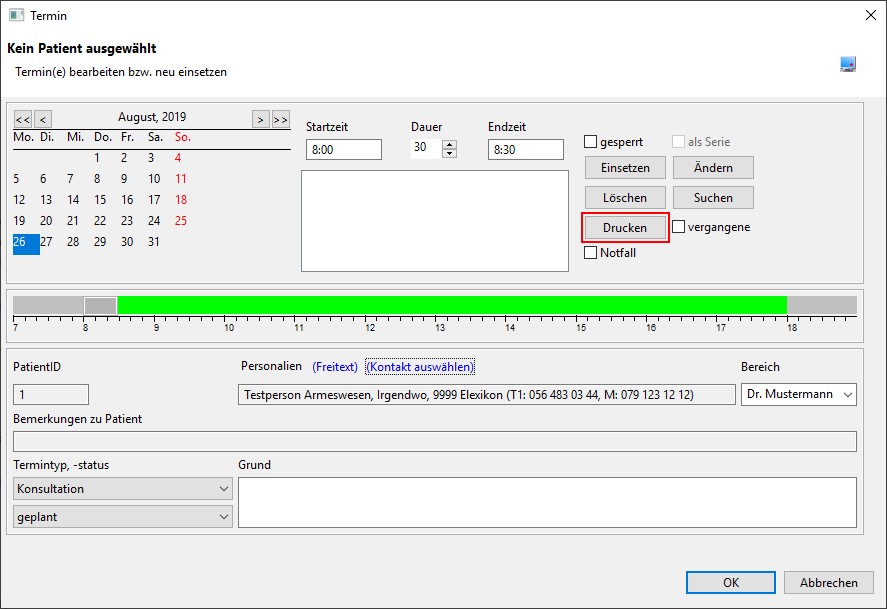 Termin
Kein Patient ausgewählt
Termin(e) bearbeiten bzw. neu einsetzen
<< < August, 2019 > >>
Mo. Di. Mi. Do. Fr. Sa. So.
1 2 3 4
5 6 7 8 9 10 11
12 13 14 15 16 17 18
19 20 21 22 23 24 25
26 27 28 29 30 31
Startzeit Dauer Endzeit
8:00 30 8:30
gesperrt als Serie
Einsetzen Ändern
Löschen Suchen
Drucken vergangene
Notfall
7 8 9 10 11 12 13 14 15 16 17 18
PatientID Personalien (Freitext) (Kontakt auswählen) Bereich
1 Testperson Armeswesen, Irgendwo, 9999 Elexikon (T1: 056 483 03 44, M: 079 123 12 12) Dr. Mustermann
Bemerkungen zu Patient
Termintyp, -status Grund
Konsultation
geplant
OK Abbrechen